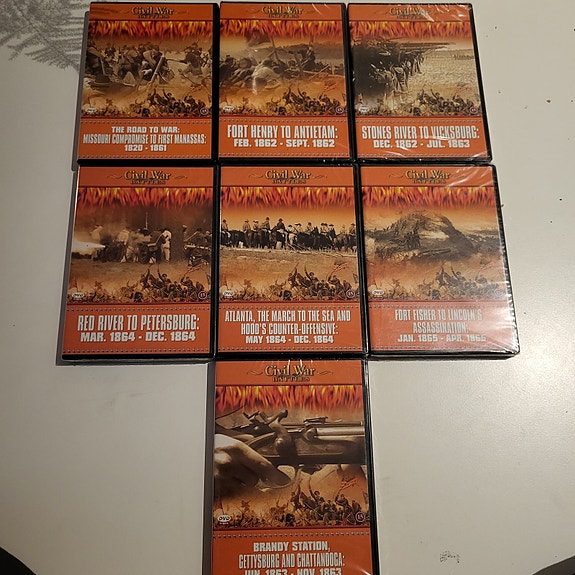 Civil War
BATTLES
THE ROAD TO WAR:
MISSOURI COMPROMISE TO FIRST MANASSAS:
1820 - 1861
Civil War
BATTLES
FORT HENRY TO ANTIETAM:
FEB. 1862 - SEPT. 1862
Civil War
BATTLES
STONES RIVER TO VICKSBURG:
DEC. 1862 - JUL. 1863
Civil War
BATTLES
RED RIVER TO PETERSBURG:
MAR. 1864 - DEC. 1864
Civil War
BATTLES
ATLANTA, THE MARCH TO THE SEA AND
HOOD'S COUNTER-OFFENSIVE:
MAY 1864 - DEC. 1864
Civil War
BATTLES
FORT FISHER TO LINCOLN'S
ASSASSINATION:
JAN. 1865 - APR. 1865
Civil War
BATTLES
15
BRANDY STATION,
GETTYSBURG AND CHATTANOOGA:
JUN. 1863 - NOV. 1863